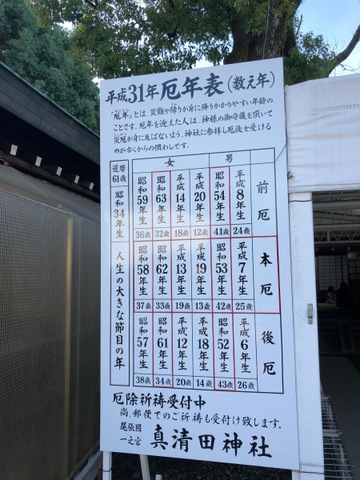 平成31年厄年表(数え年)
「厄年」とは、災難や障りが身に降りかかりやすい年齢の
ことです。厄年を迎えた人は、神様の御守護を頂いて
災厄が身に及ばないよう、神社に参拝し厄祓を受ける
のが古くからの慣わしです。
男
女
還暦
61歳
前厄
平成8年生
24歳
昭和54年生
41歳
平成20年生
12歳
平成14年生
18歳
昭和63年生
32歳
昭和59年生
36歳
昭和34年生
本厄
平成7年生
25歳
昭和53年生
42歳
平成19年生
13歳
平成13年生
19歳
昭和62年生
33歳
昭和58年生
37歳
人生の大きな節目の年
後厄
平成6年生
26歳
昭和52年生
43歳
平成18年生
14歳
平成12年生
20歳
昭和61年生
34歳
昭和57年生
38歳
厄除祈祷受付中
尚、郵便でのご祈祷も受付け致します。
尾張国
一之宮
真清田神社